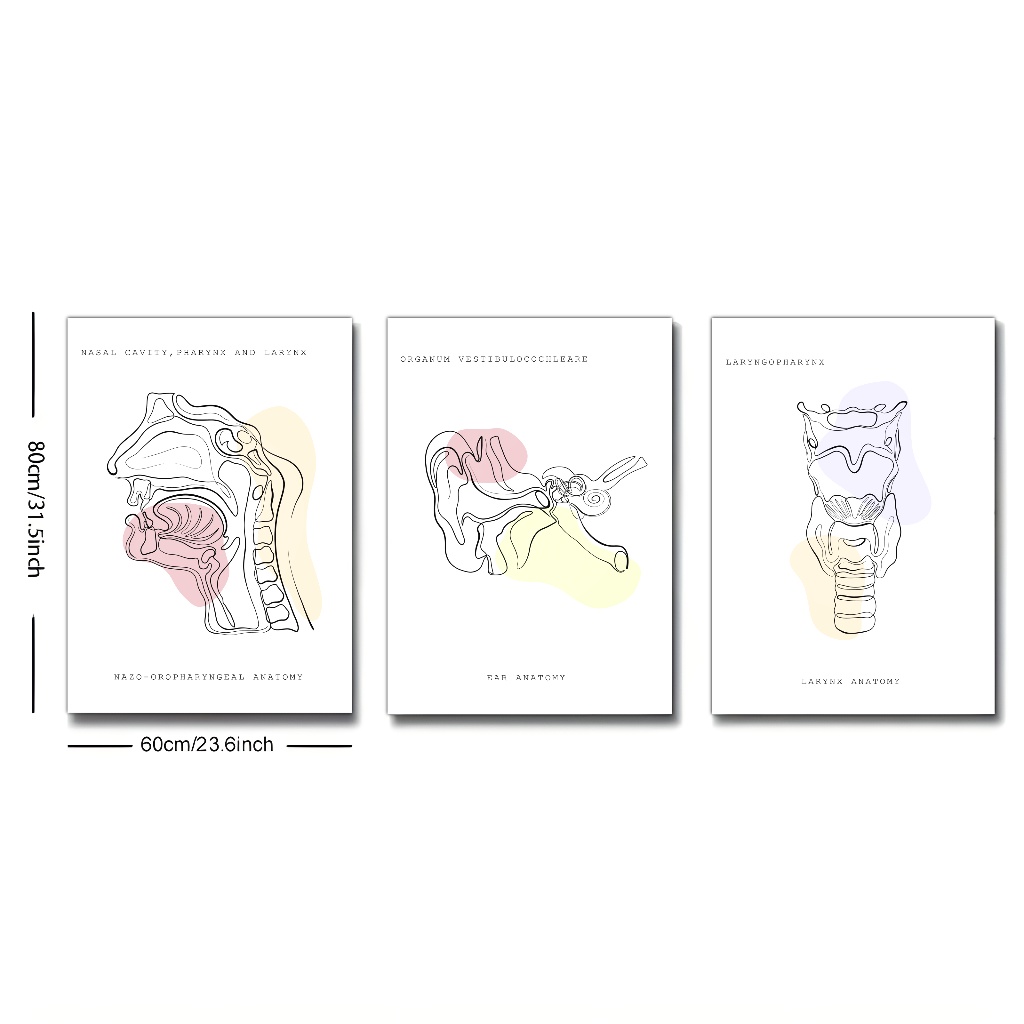 NASAL CAVITY,PHARYNX AND LARYNX
NAZO-OROPHARYNGEAL ANATOMY
ORGANUM VESTIBULOCOCHLEARE
EAR ANATOMY
LARYNGOPHARYNX
LARYNX ANATOMY
80cm/31.5inch
60cm/23.6inch